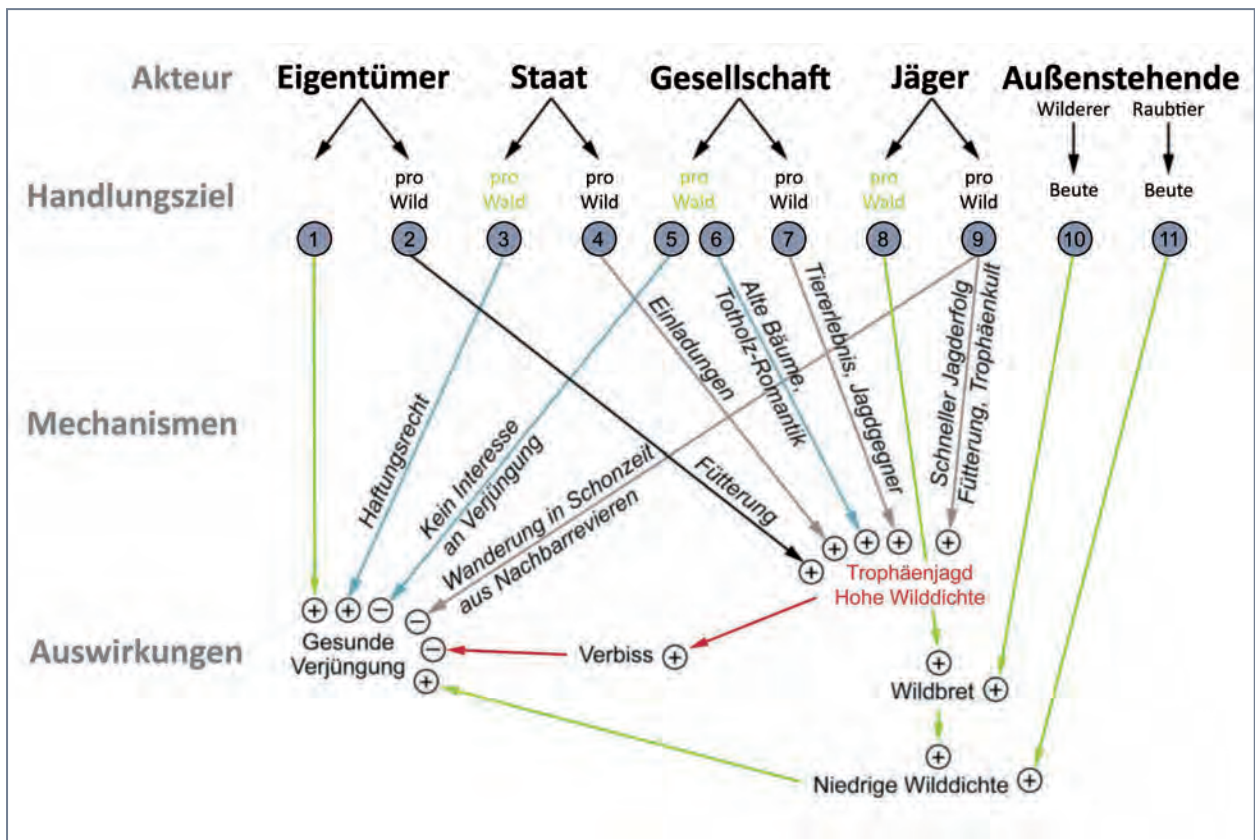 Akteur
Eigentümer
Staat
Gesellschaft
Jäger
Außenstehende
Wilderer
Raubtier
Handlungsziel
pro
Wild
pro
Wald
pro
Wild
pro
Wald
pro
Wild
pro
Wald
pro
Wild
Beute
Beute
1
2
3
4
5
6
7
8
9
10
11
Mechanismen
Haftungsrecht
Kein Interesse
an Verjüngung
Wanderung in Schonzeit
aus Nachbarrevieren
Fütterung
Einladungen
Alte Bäume,
Totholz-Romantik
Tiererlebnis, Jagdgegner
Schneller Jagderfolg
Fütterung, Trophäenkult
Auswirkungen
+
+
−
−
−
+
Gesunde
Verjüngung
Verbiss
+
+
+
+
+
+
Trophäenjagd
Hohe Wilddichte
+
Wildbret
+
+
Niedrige Wilddichte
+